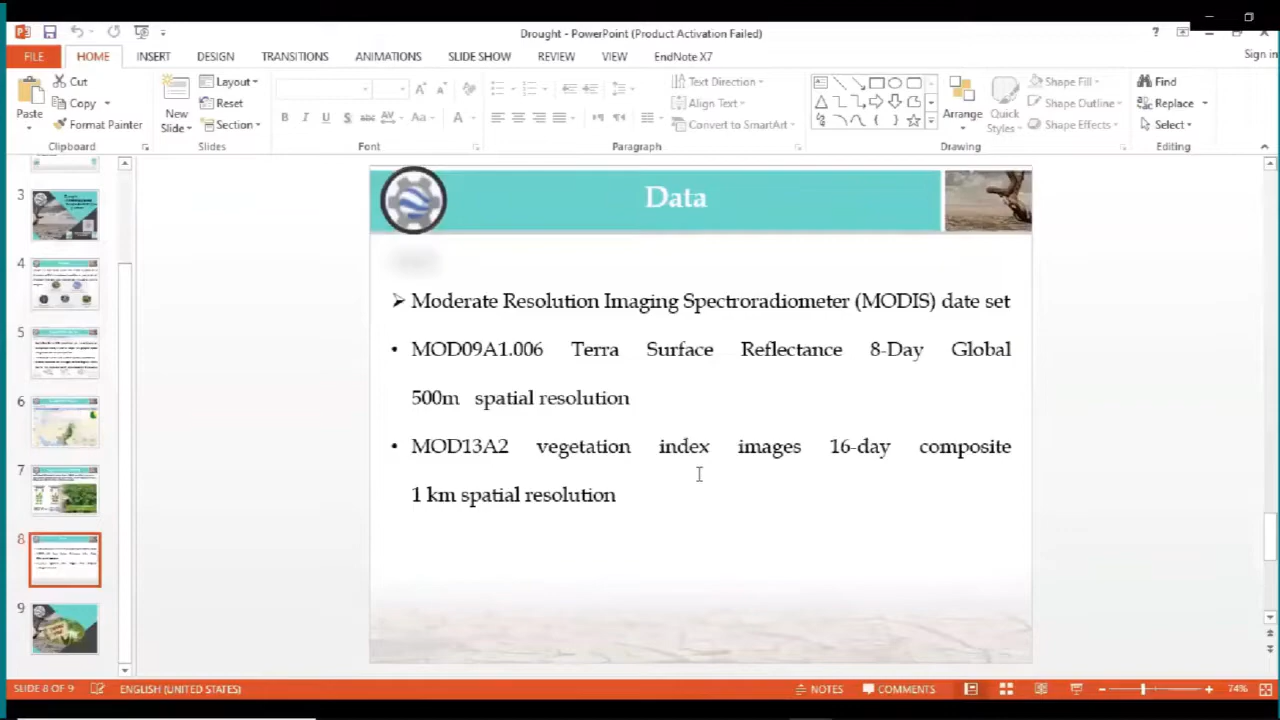 Drought - PowerPoint (Product Activation Failed)
?
Sign in
FILE HOME INSERT DESIGN TRANSITIONS ANIMATIONS SLIDE SHOW REVIEW VIEW EndNote X7
Paste
Cut
Copy
Format Painter
Clipboard
New Slide
Layout
Reset
Section
Slides
B I U S abc AV Aa A
Font
Text Direction
Align Text
Convert to SmartArt
Paragraph
Arrange
Quick Styles
Shape Fill
Shape Outline
Shape Effects
Drawing
Find
Replace
Select
Editing
3
4
5
6
7
8
9
Data
➢ Moderate Resolution Imaging Spectroradiometer (MODIS) date set
• MOD09A1.006 Terra Surface Reflectance 8-Day Global
500m spatial resolution
• MOD13A2 vegetation index images 16-day composite
1 km spatial resolution
SLIDE 8 OF 9 ENGLISH (UNITED STATES) NOTES COMMENTS 74%